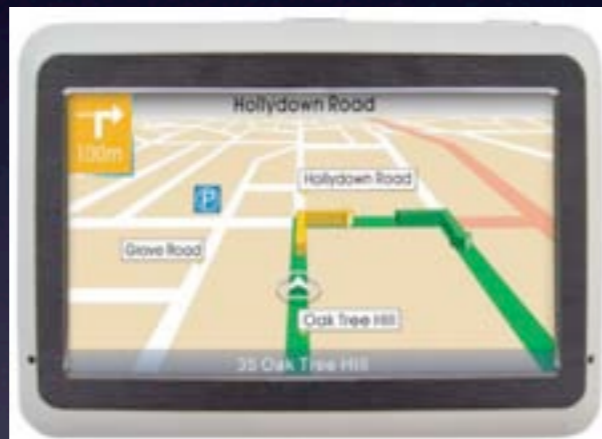 Hollydown Road
100m
Hollydown Road
P
Grove Road
Oak Tree Hill
35 Oak Tree Hill